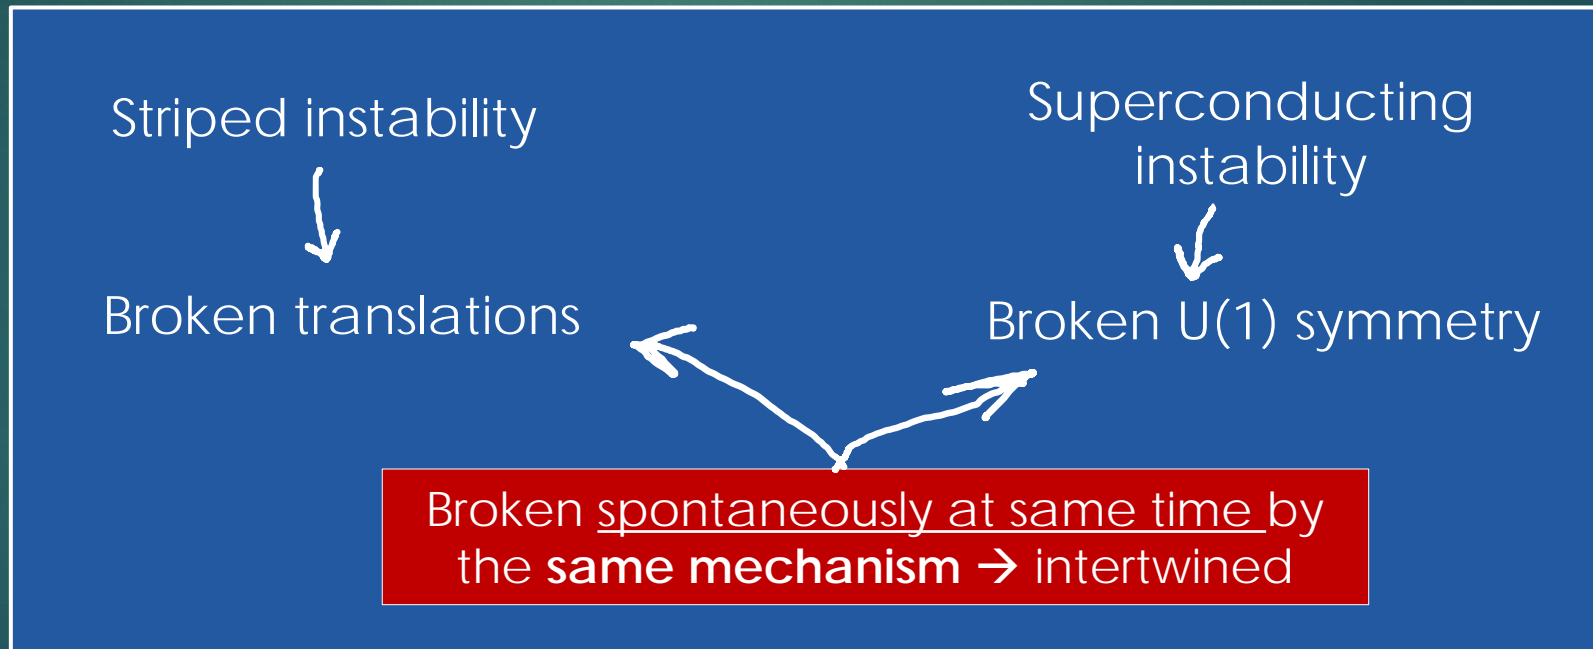 Striped instability
Superconducting
instability
Broken translations
Broken U(1) symmetry
Broken spontaneously at same time by
the same mechanism → intertwined